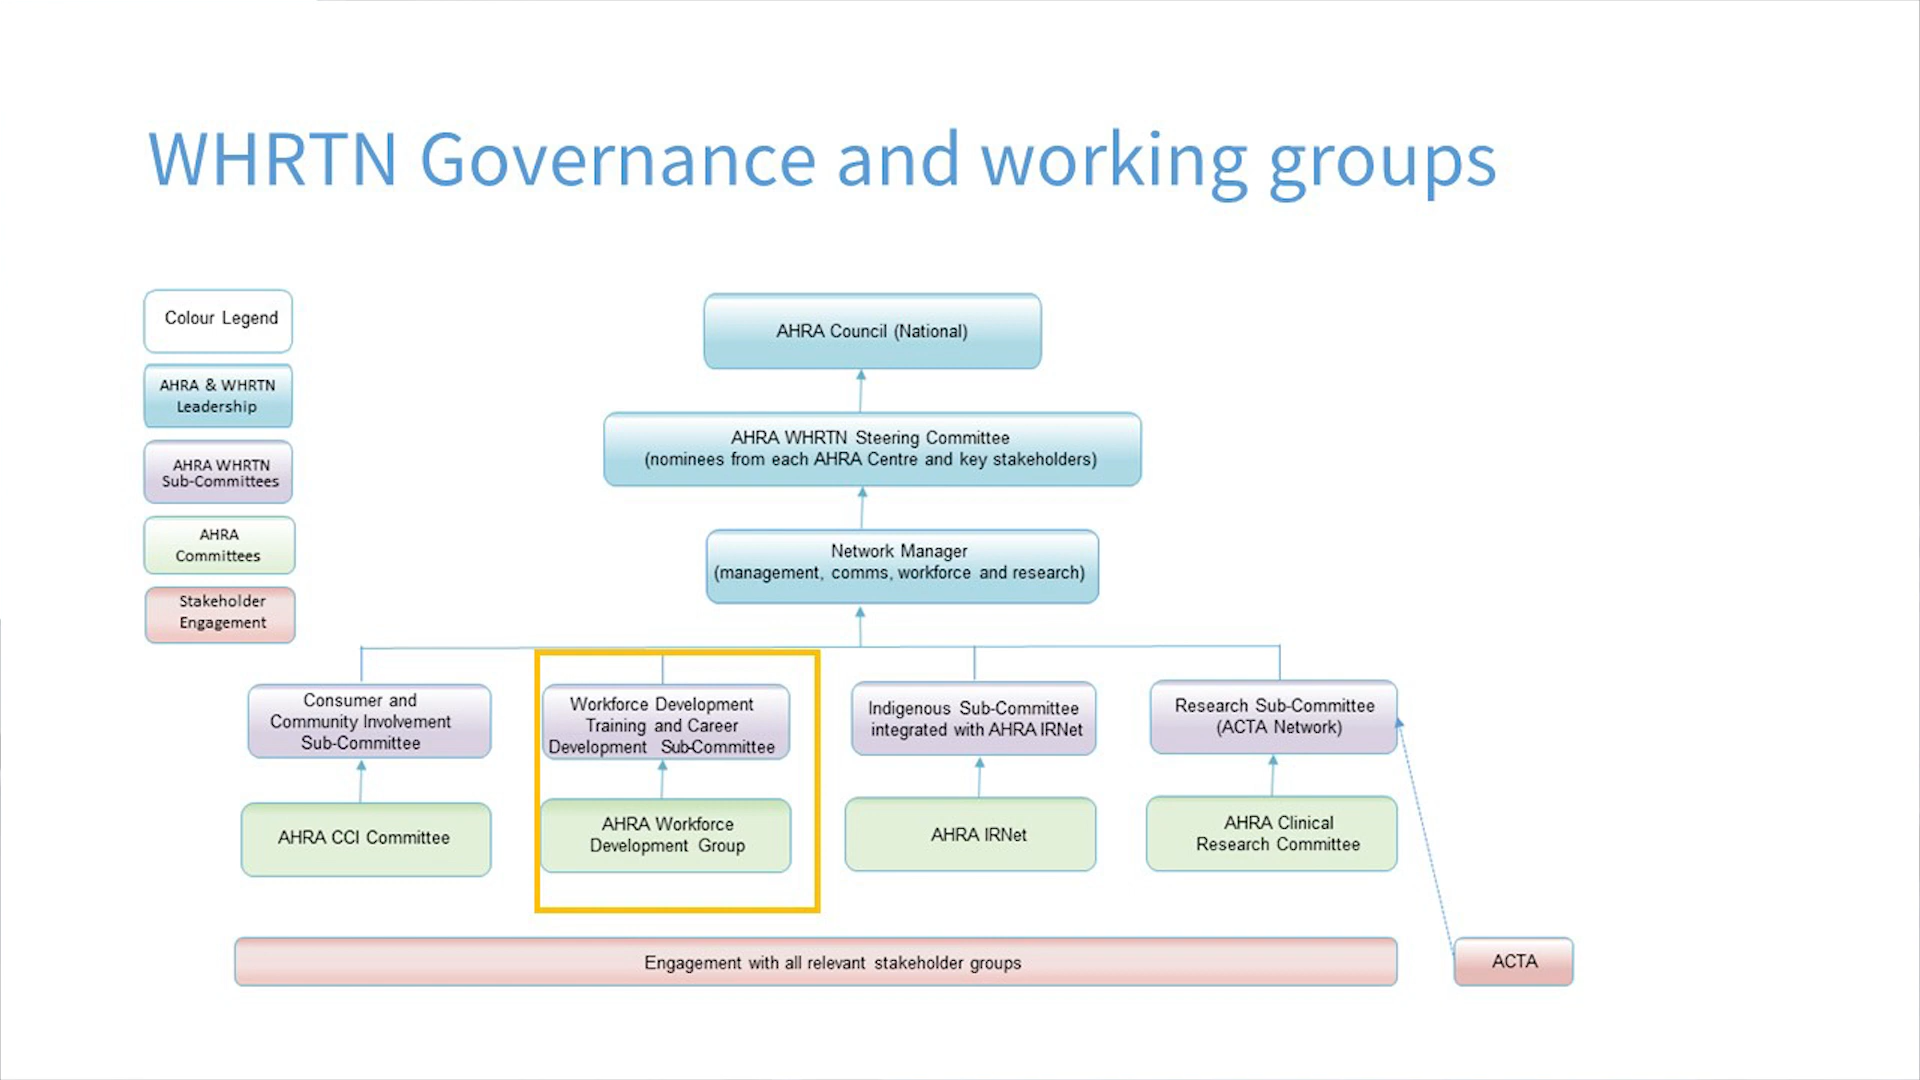 WHRTN Governance and working groups
Colour Legend
AHRA & WHRTN
Leadership
AHRA WHRTN
Sub-Committees
AHRA
Committees
Stakeholder
Engagement
AHRA Council (National)
AHRA WHRTN Steering Committee
(nominees from each AHRA Centre and key stakeholders)
Network Manager
(management, comms, workforce and research)
Consumer and
Community Involvement
Sub-Committee
Workforce Development
Training and Career
Development Sub-Committee
Indigenous Sub-Committee
integrated with AHRA IRNet
Research Sub-Committee
(ACTA Network)
AHRA CCI Committee
AHRA Workforce
Development Group
AHRA IRNet
AHRA Clinical
Research Committee
Engagement with all relevant stakeholder groups
ACTA